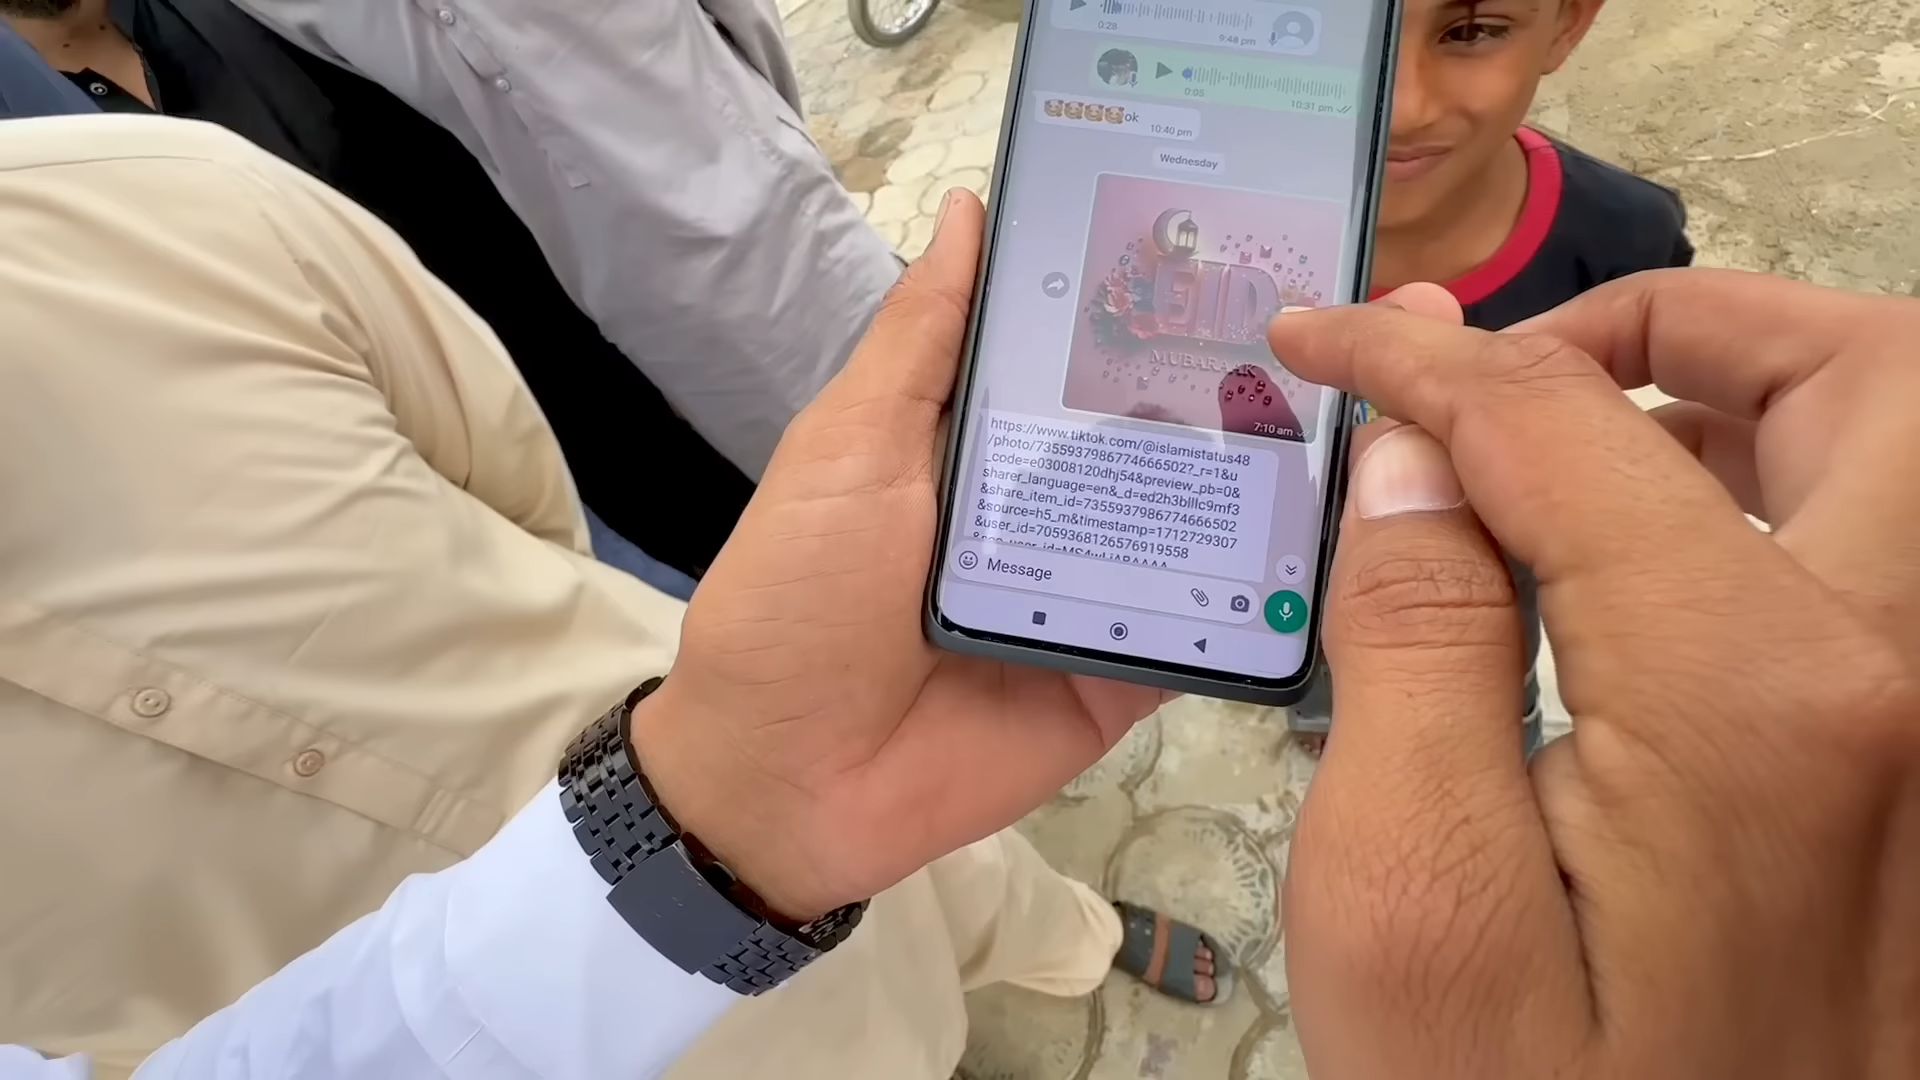 0:28
9:48 pm
0:05
10:31 pm
ok
10:40 pm
Wednesday
EID
MUBARAAK
7:10 am
https://www.tiktok.com/@islamistatus48
/photo/7355937986774666502?_r=1&u
_code=e03008120dhj54&preview_pb=0&
sharer_language=en&_d=ed2h3blllc9mf3
&share_item_id=7355937986774666502
&source=h5_m&timestamp=1712729307
&user_id=7059368126576919558
Message